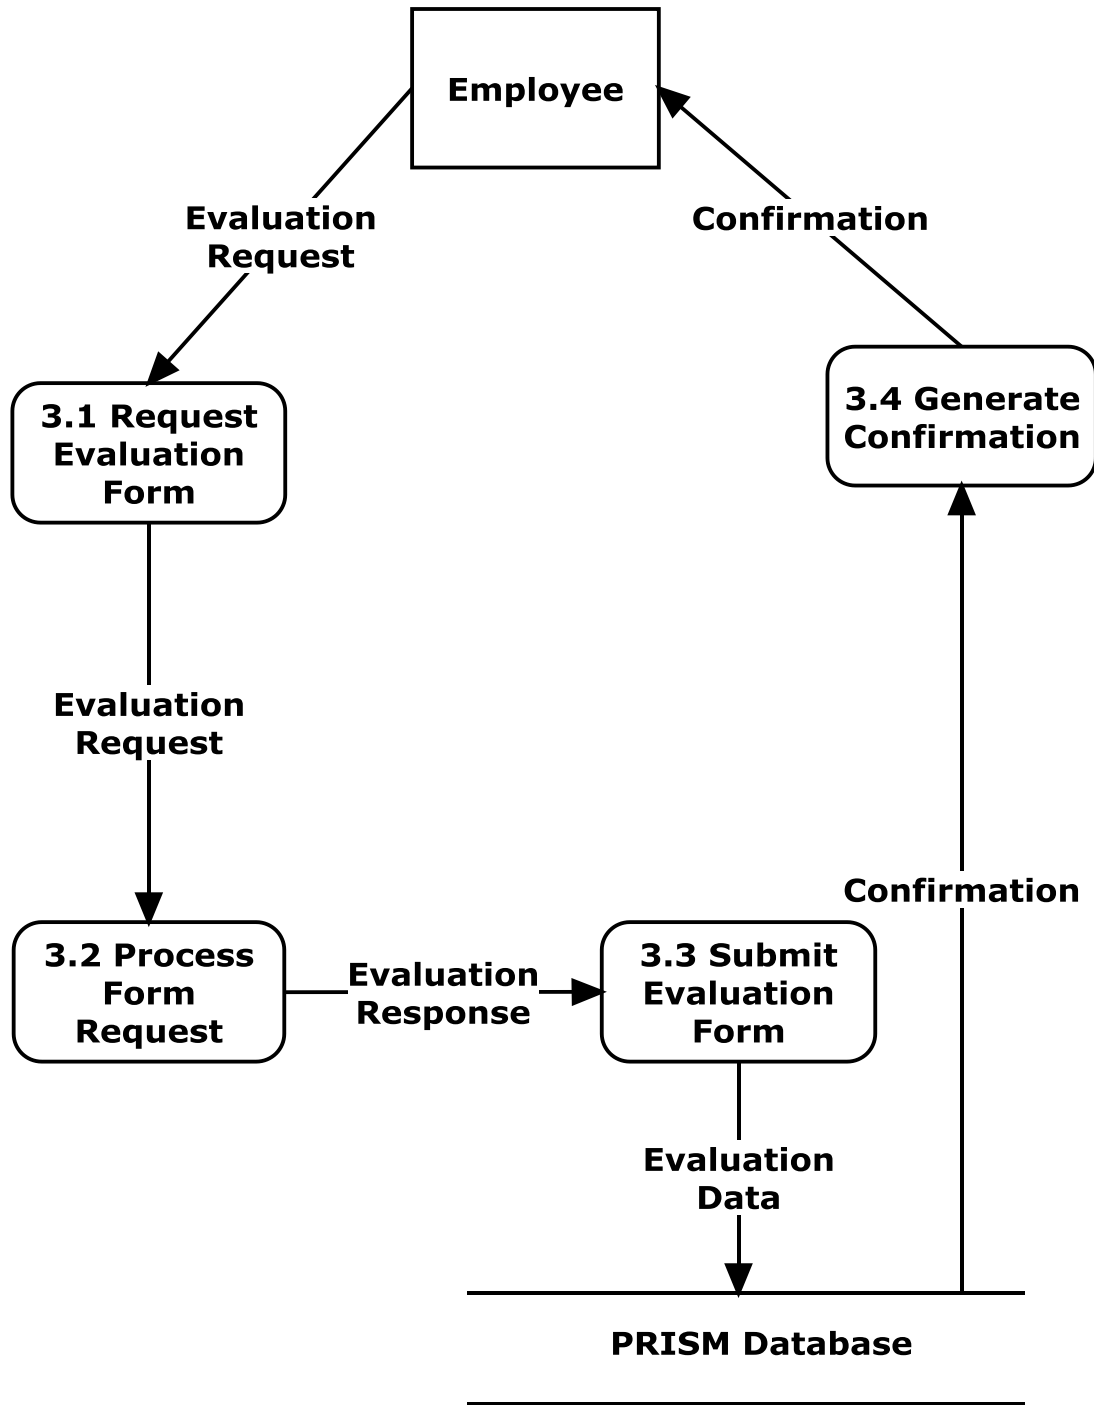 Employee
Evaluation
Request
Confirmation
3.1 Request
Evaluation
Form
3.4 Generate
Confirmation
Evaluation
Request
Confirmation
3.2 Process
Form
Request
Evaluation
Response
3.3 Submit
Evaluation
Form
Evaluation
Data
PRISM Database